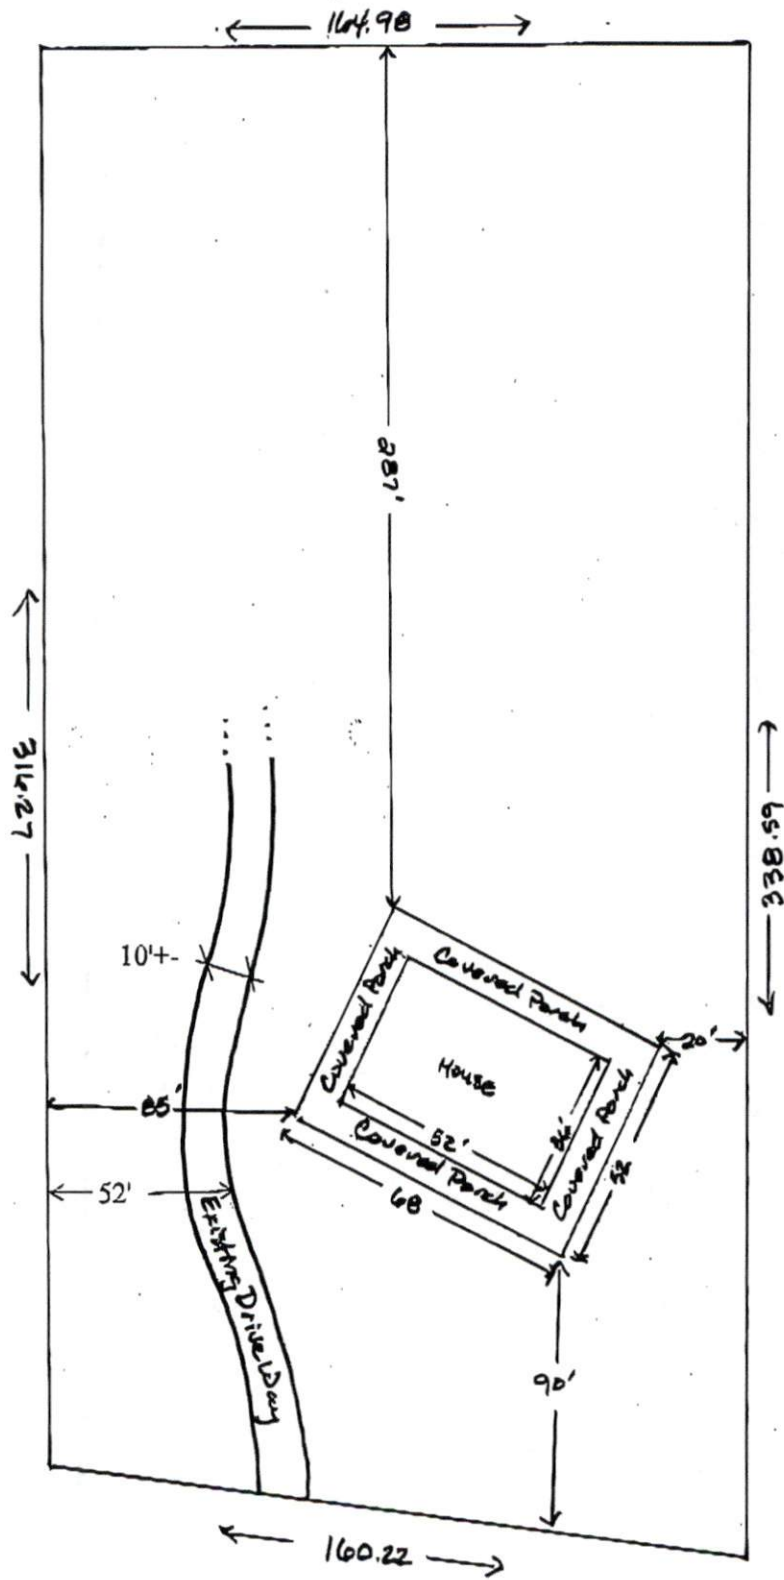 164.98
287'
316.27
338.59
10'+-
Covered Porch
Covered Porch
20'
House
85'
52'
Covered Porch
Covered Porch
52
52'
68
Existing Drive Way
90'
160.22